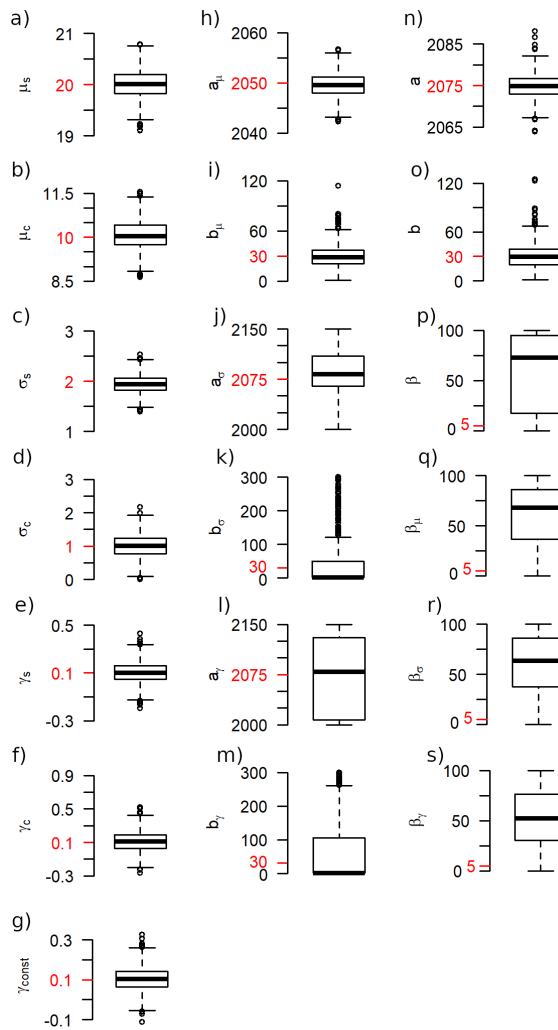 a)
μs
21
20
19
b)
μc
11.5
10
8.5
c)
σs
3
2
1
d)
σc
3
2
1
0
e)
γs
0.5
0.1
-0.3
f)
γc
0.9
0.5
0.1
-0.3
g)
γconst
0.3
0.1
-0.1
h)
aμ
2060
2050
2040
i)
bμ
120
60
30
0
j)
aσ
2150
2075
2000
k)
bσ
300
200
100
30
0
l)
aγ
2150
2075
2000
m)
bγ
300
200
100
30
0
n)
a
2085
2075
2065
o)
b
120
60
30
0
p)
β
100
50
5
0
q)
βμ
100
50
5
0
r)
βσ
100
50
5
0
s)
βγ
100
50
5
0